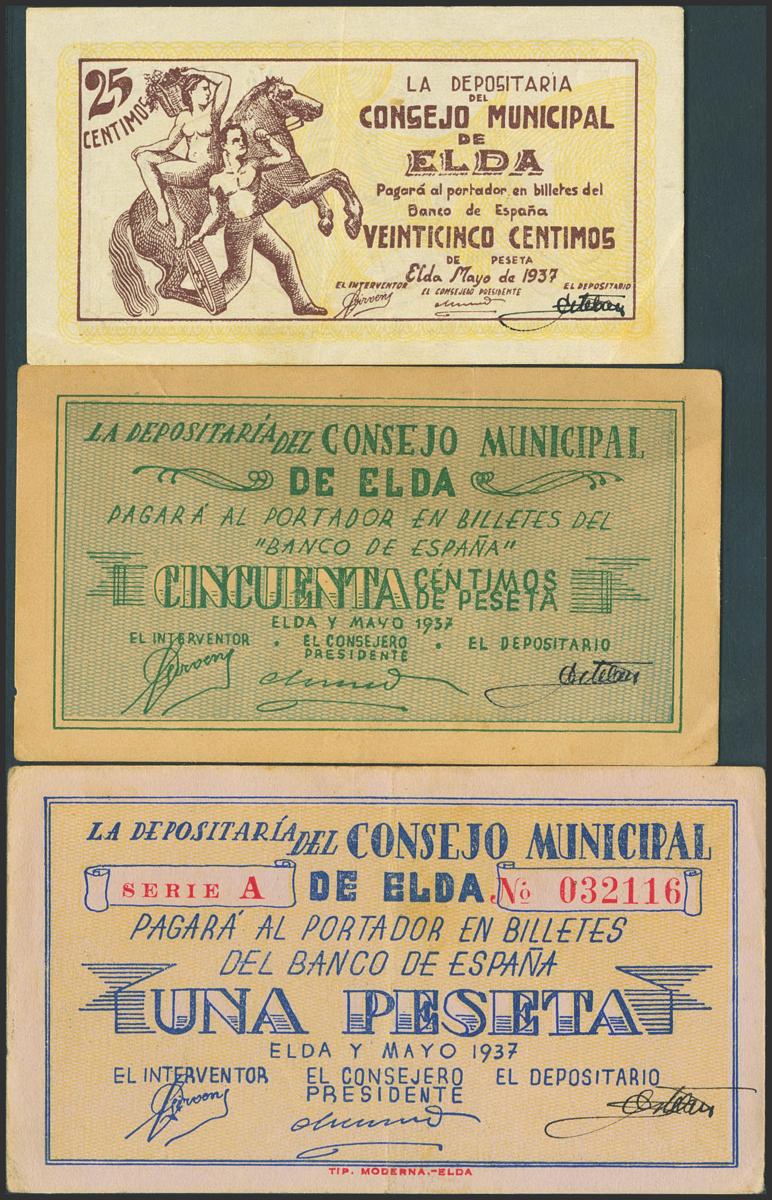 25
CENTIMOS
LA DEPOSITARIA
DEL
CONSEJO MUNICIPAL
DE
ELDA
Pagará al portador en billetes del
Banco de España
VEINTICINCO CENTIMOS
DE PESETA
Elda Mayo de 1937
EL INTERVENTOR EL CONSEJERO PRESIDENTE EL DEPOSITARIO
Esteban
LA DEPOSITARÍA DEL CONSEJO MUNICIPAL
DE ELDA
PAGARÁ AL PORTADOR EN BILLETES DEL
"BANCO DE ESPAÑA"
CINCUENTA CÉNTIMOS
DE PESETA
ELDA Y MAYO 1937
EL INTERVENTOR • EL CONSEJERO PRESIDENTE • EL DEPOSITARIO
Esteban
LA DEPOSITARÍA DEL CONSEJO MUNICIPAL
SERIE A DE ELDA Nº 032116
PAGARÁ AL PORTADOR EN BILLETES
DEL BANCO DE ESPAÑA
UNA PESETA
ELDA Y MAYO 1937
EL INTERVENTOR EL CONSEJERO PRESIDENTE EL DEPOSITARIO
Esteban
TIP. MODERNA.-ELDA